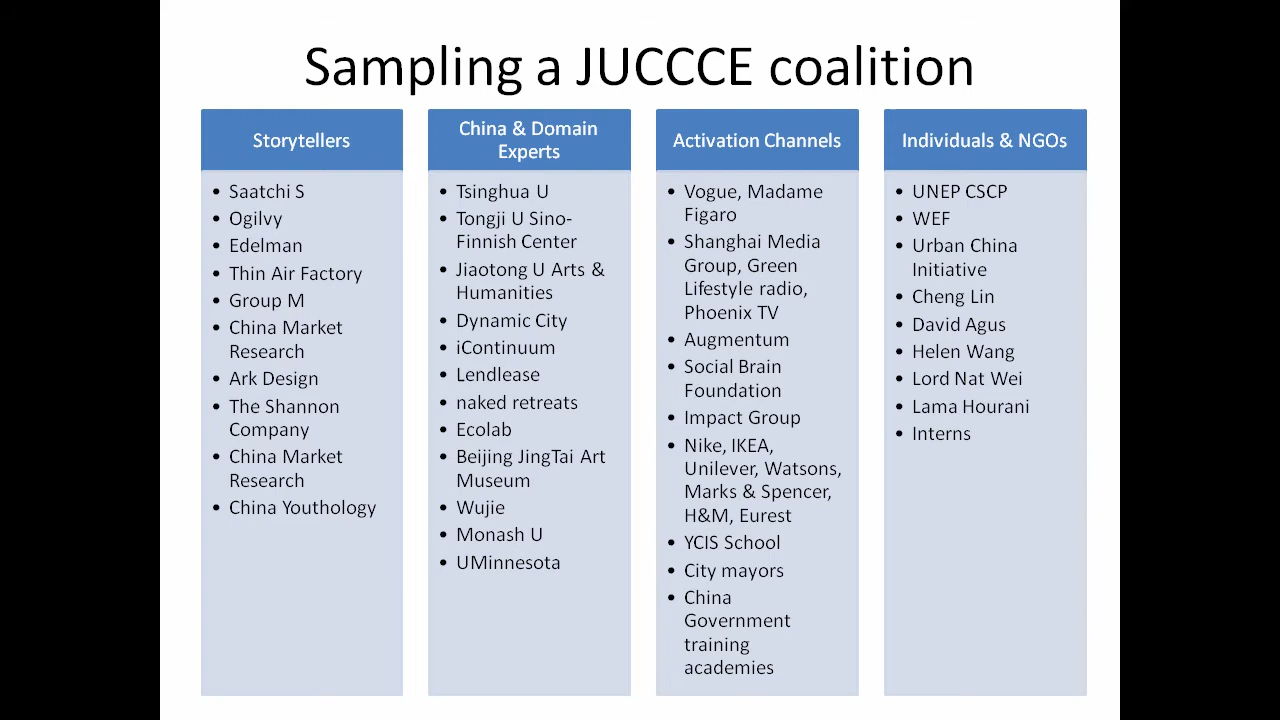 Sampling a JUCCCE coalition
Storytellers
• Saatchi S
• Ogilvy
• Edelman
• Thin Air Factory
• Group M
• China Market
Research
• Ark Design
• The Shannon
Company
• China Market
Research
• China Youthology
China & Domain
Experts
• Tsinghua U
• Tongji U Sino-
Finnish Center
• Jiaotong U Arts &
Humanities
• Dynamic City
• iContinuum
• Lendlease
• naked retreats
• Ecolab
• Beijing JingTai Art
Museum
• Wujie
• Monash U
• UMinnesota
Activation Channels
• Vogue, Madame
Figaro
• Shanghai Media
Group, Green
Lifestyle radio,
Phoenix TV
• Augmentum
• Social Brain
Foundation
• Impact Group
• Nike, IKEA,
Unilever, Watsons,
Marks & Spencer,
H&M, Eurest
• YCIS School
• City mayors
• China
Government
training
academies
Individuals & NGOs
• UNEP CSCP
• WEF
• Urban China
Initiative
• Cheng Lin
• David Agus
• Helen Wang
• Lord Nat Wei
• Lama Hourani
• Interns